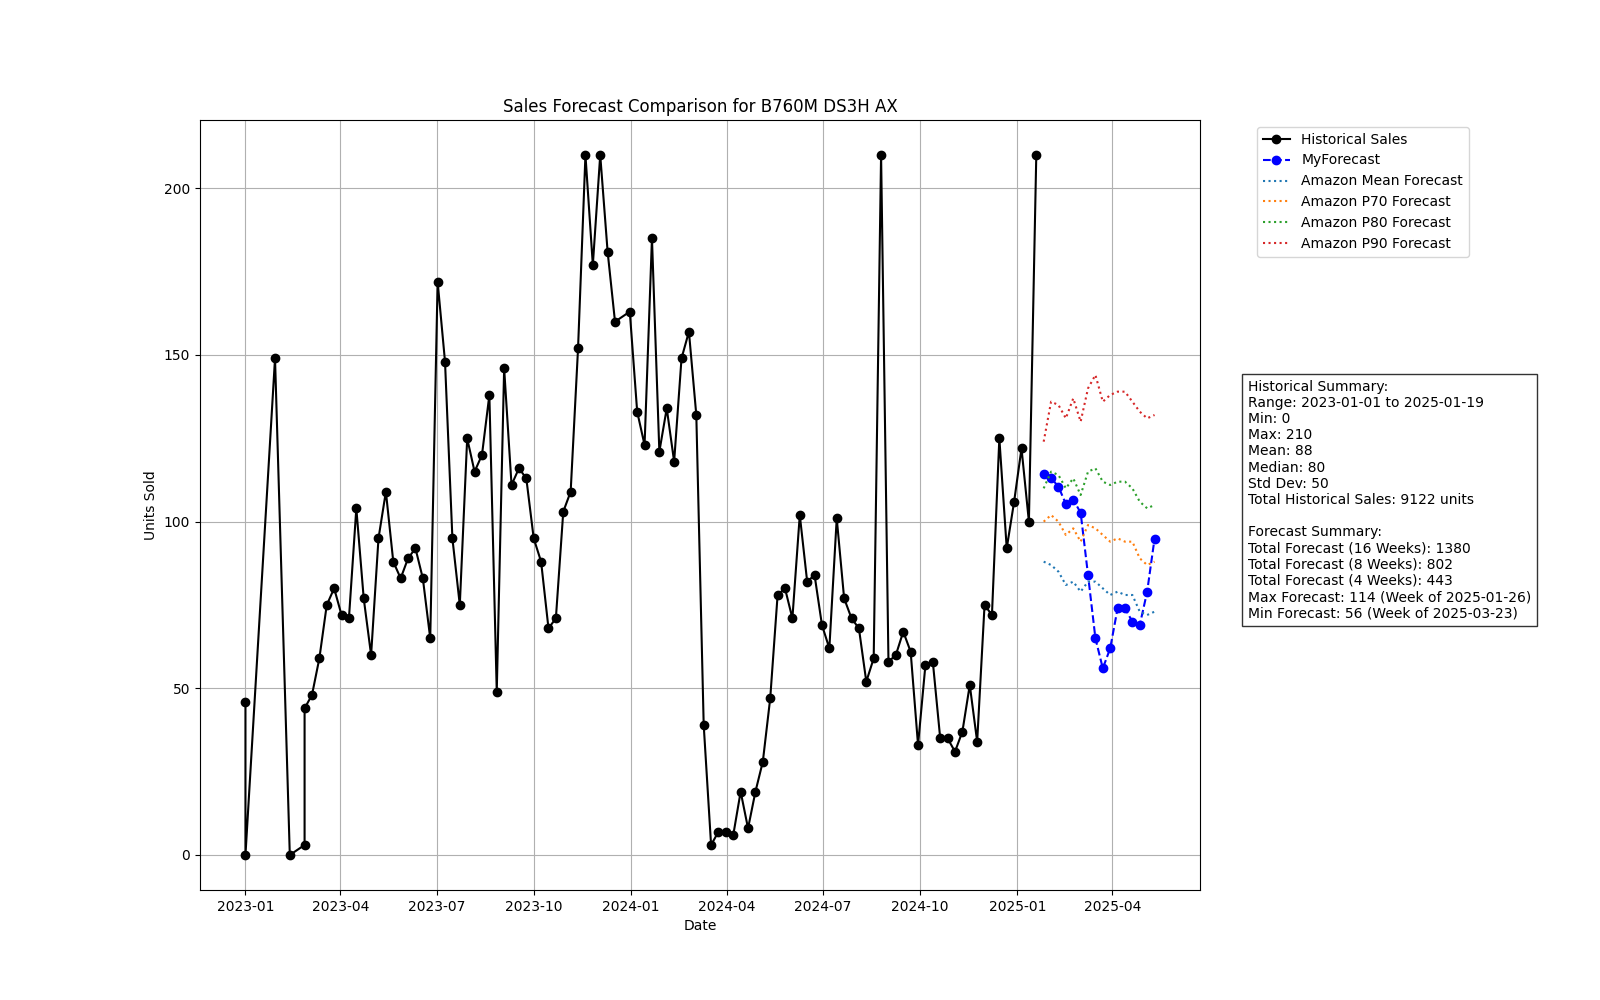 Sales Forecast Comparison for B760M DS3H AX
Units Sold
200
150
100
50
0
2023-01
2023-04
2023-07
2023-10
2024-01
2024-04
2024-07
2024-10
2025-01
2025-04
Date
Historical Sales
MyForecast
Amazon Mean Forecast
Amazon P70 Forecast
Amazon P80 Forecast
Amazon P90 Forecast
Historical Summary:
Range: 2023-01-01 to 2025-01-19
Min: 0
Max: 210
Mean: 88
Median: 80
Std Dev: 50
Total Historical Sales: 9122 units
Forecast Summary:
Total Forecast (16 Weeks): 1380
Total Forecast (8 Weeks): 802
Total Forecast (4 Weeks): 443
Max Forecast: 114 (Week of 2025-01-26)
Min Forecast: 56 (Week of 2025-03-23)